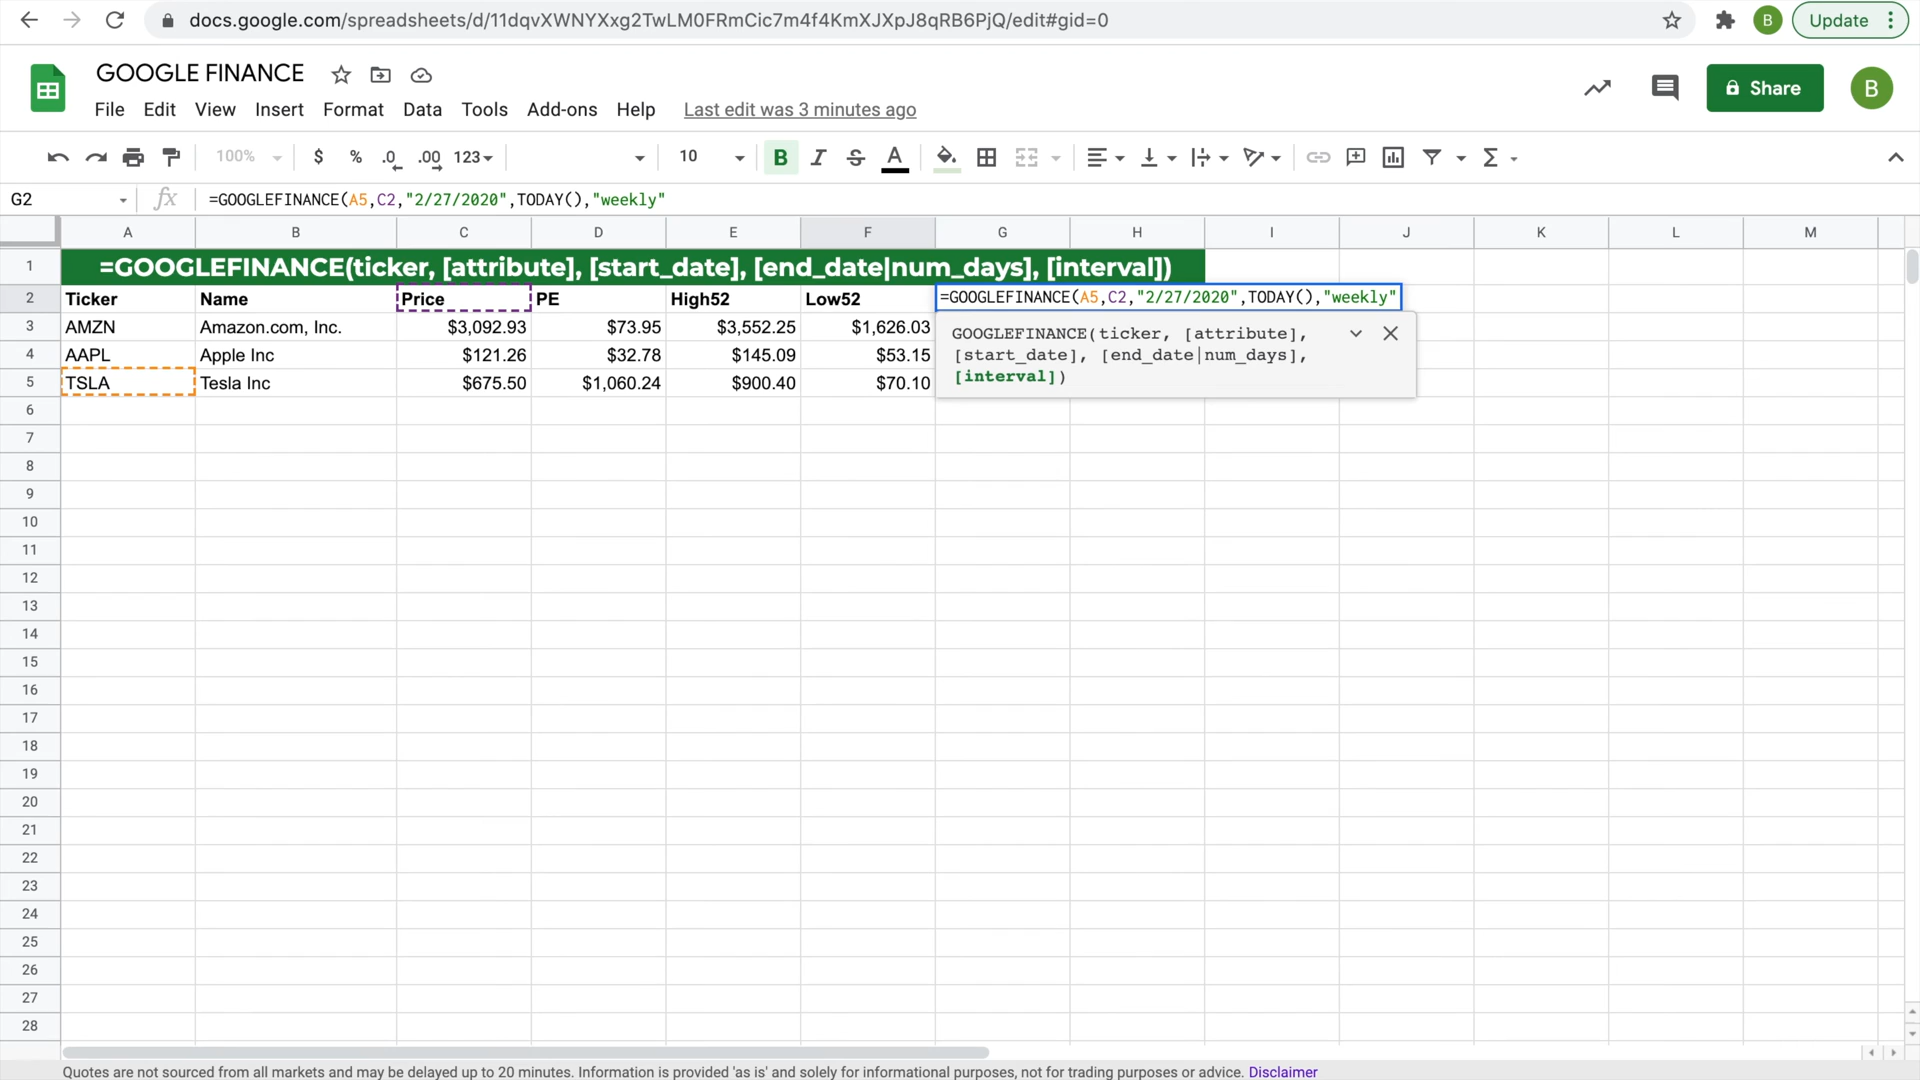 docs.google.com/spreadsheets/d/11dqvXWNYXxg2TwLM0FRmCic7m4f4KmXJXpJ8qRB6PjQ/edit#gid=0
B
Update
GOOGLE FINANCE
File Edit View Insert Format Data Tools Add-ons Help Last edit was 3 minutes ago
Share
B
100% $ % .0 .00 123 10 B I S A Σ
G2 fx =GOOGLEFINANCE(A5,C2,"2/27/2020",TODAY(),"weekly"
A B C D E F G H I J K L M
1 =GOOGLEFINANCE(ticker, [attribute], [start_date], [end_date|num_days], [interval])
2 Ticker Name Price PE High52 Low52 =GOOGLEFINANCE(A5,C2,"2/27/2020",TODAY(),"weekly"
3 AMZN Amazon.com, Inc. $3,092.93 $73.95 $3,552.25 $1,626.03
4 AAPL Apple Inc $121.26 $32.78 $145.09 $53.15
5 TSLA Tesla Inc $675.50 $1,060.24 $900.40 $70.10
GOOGLEFINANCE(ticker, [attribute],
[start_date], [end_date|num_days],
[interval])
6
7
8
9
10
11
12
13
14
15
16
17
18
19
20
21
22
23
24
25
26
27
28
Quotes are not sourced from all markets and may be delayed up to 20 minutes. Information is provided 'as is' and solely for informational purposes, not for trading purposes or advice. Disclaimer